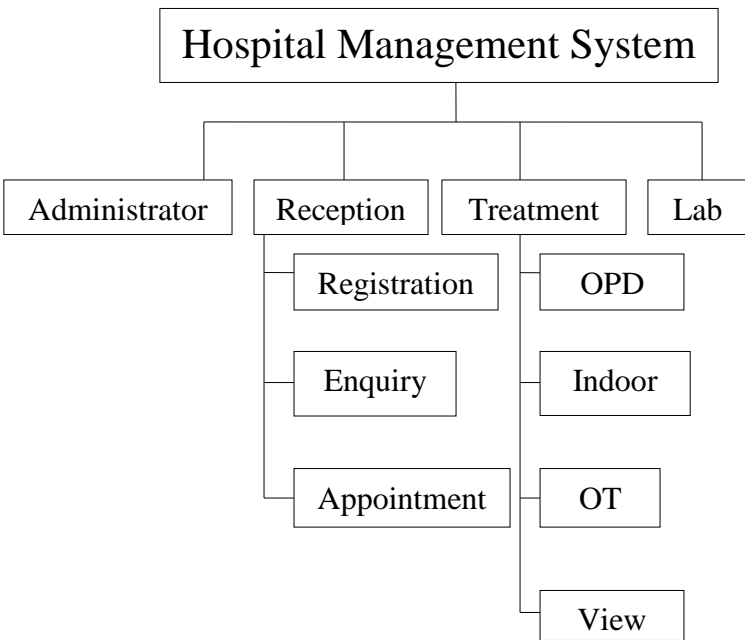 Hospital Management System
Administrator
Reception
Treatment
Lab
Registration
OPD
Enquiry
Indoor
Appointment
OT
View